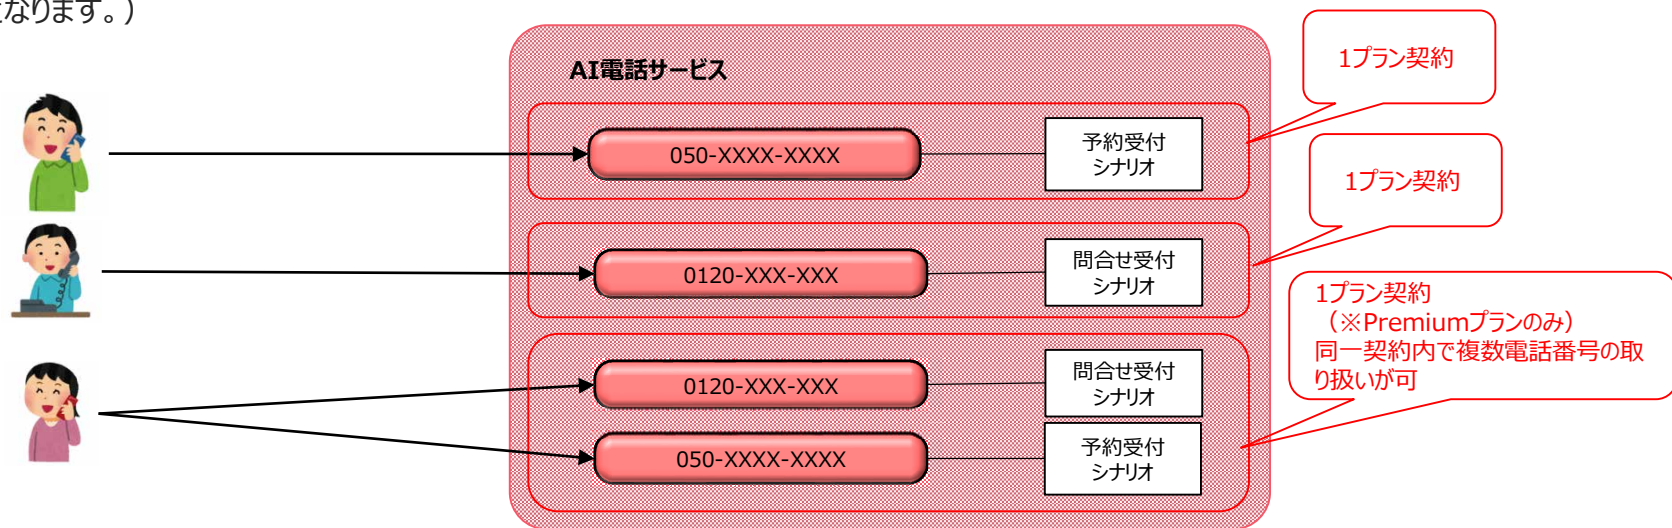 なります。）
AI電話サービス
1プラン契約
050-XXXX-XXXX
予約受付
シナリオ
1プラン契約
0120-XXX-XXX
問合せ受付
シナリオ
1プラン契約
（※Premiumプランのみ）
同一契約内で複数電話番号の取
り扱いが可
0120-XXX-XXX
問合せ受付
シナリオ
050-XXXX-XXXX
予約受付
シナリオ